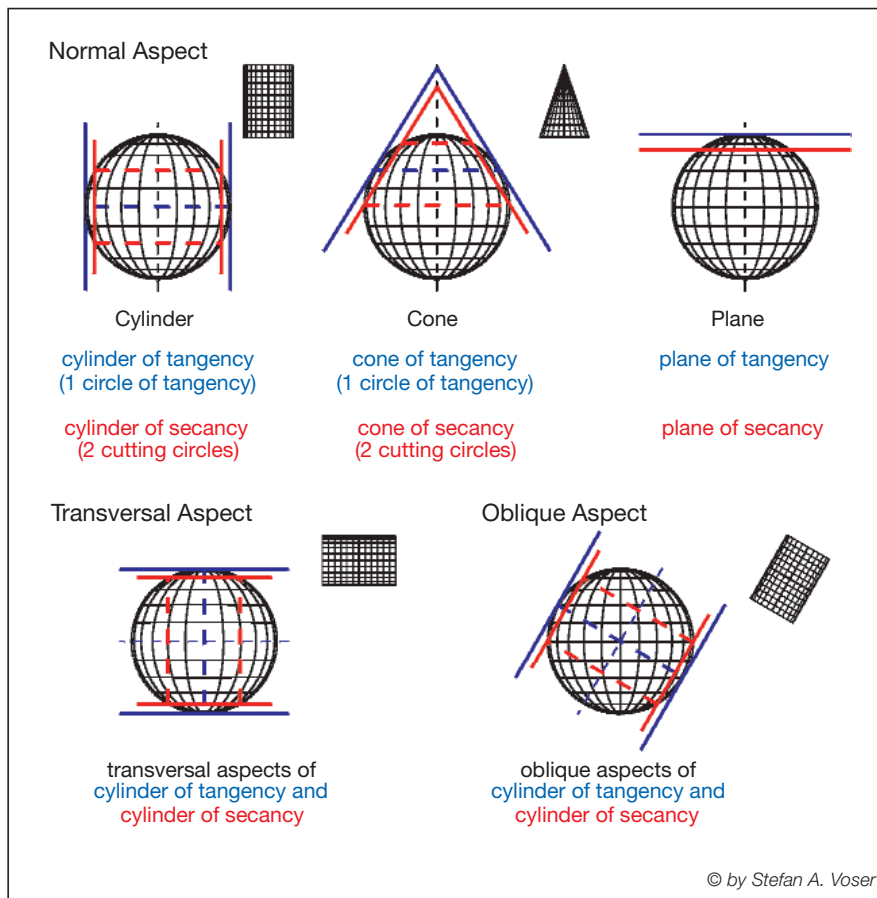 Normal Aspect
Cylinder
Cone
Plane
cylinder of tangency
(1 circle of tangency)
cone of tangency
(1 circle of tangency)
plane of tangency
cylinder of secancy
(2 cutting circles)
cone of secancy
(2 cutting circles)
plane of secancy
Transversal Aspect
Oblique Aspect
transversal aspects of
cylinder of tangency and
cylinder of secancy
oblique aspects of
cylinder of tangency and
cylinder of secancy
© by Stefan A. Voser